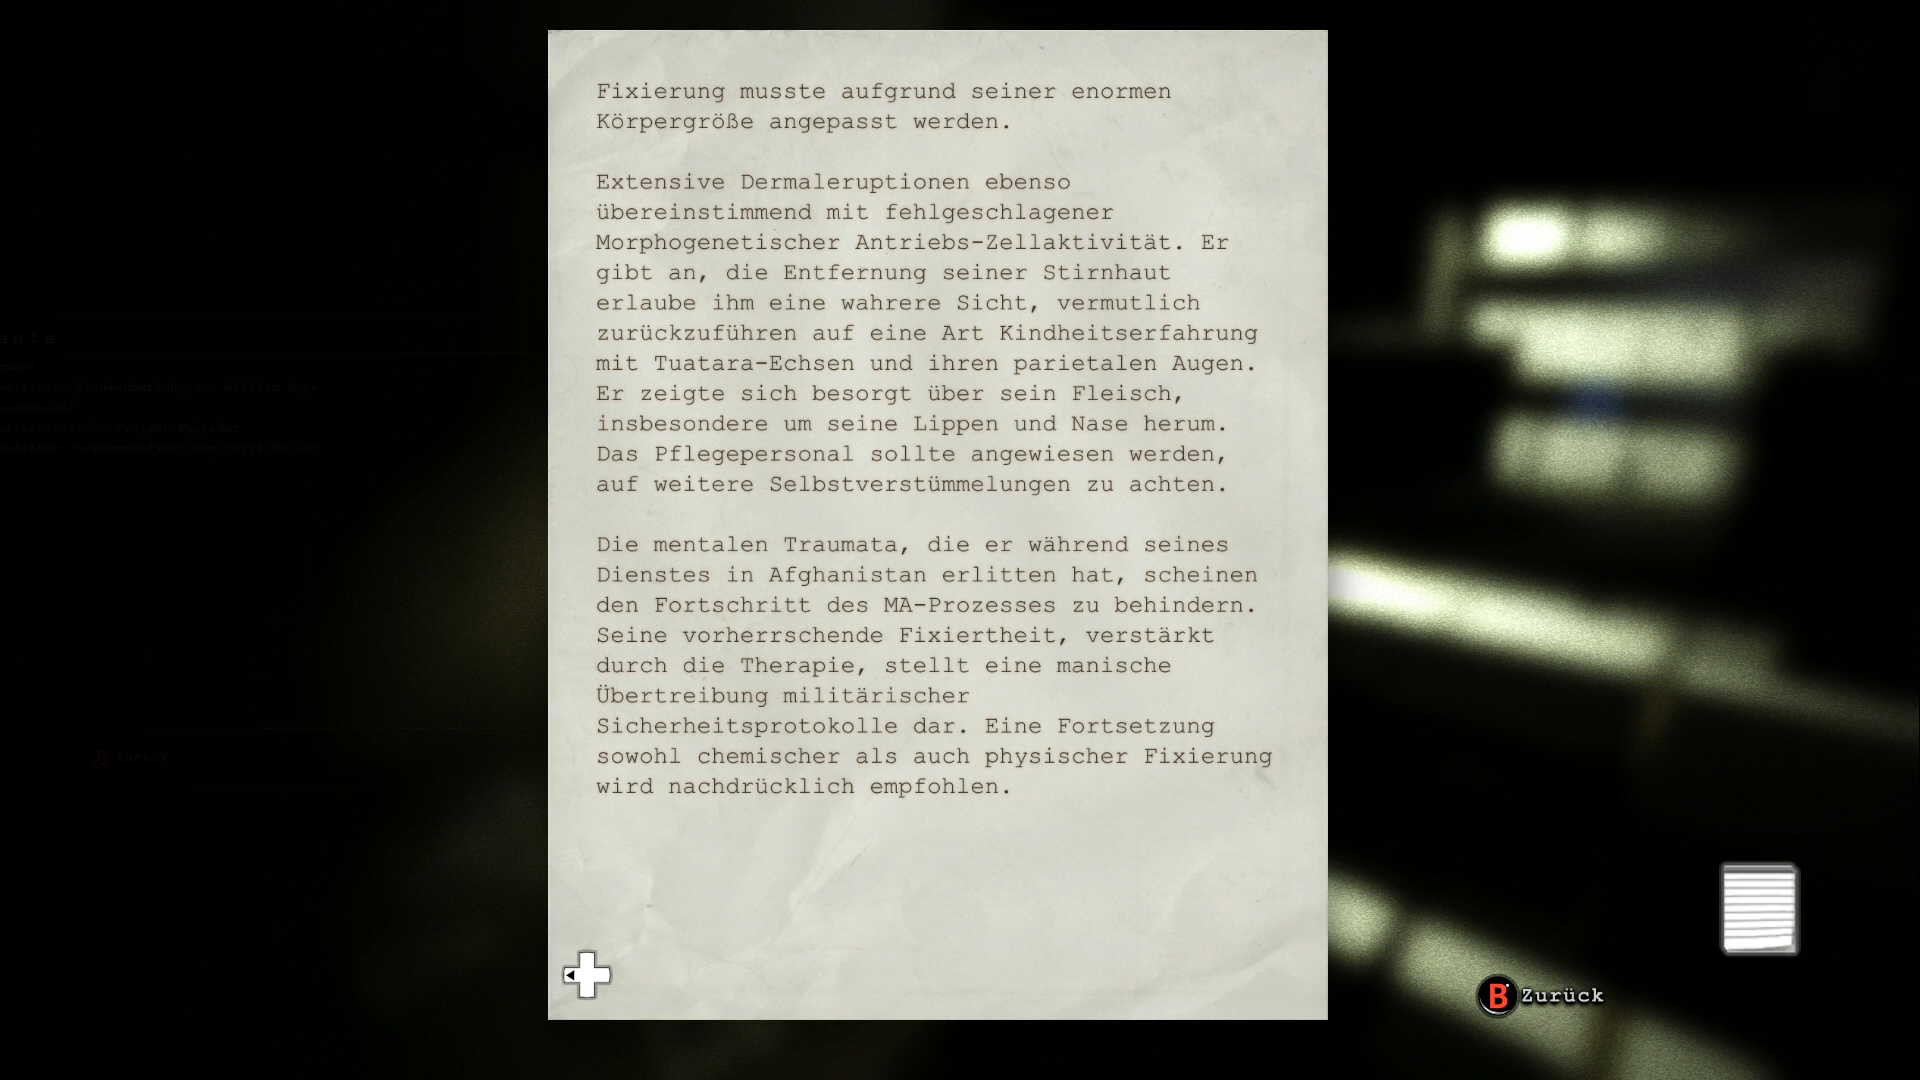 Fixierung musste aufgrund seiner enormen
Körpergröße angepasst werden.
Extensive Dermaleruptionen ebenso
übereinstimmend mit fehlgeschlagener
Morphogenetischer Antriebs-Zellaktivität. Er
gibt an, die Entfernung seiner Stirnhaut
erlaube ihm eine wahrere Sicht, vermutlich
zurückzuführen auf eine Art Kindheitserfahrung
mit Tuatara-Echsen und ihren parietalen Augen.
Er zeigte sich besorgt über sein Fleisch,
insbesondere um seine Lippen und Nase herum.
Das Pflegepersonal sollte angewiesen werden,
auf weitere Selbstverstümmelungen zu achten.
Die mentalen Traumata, die er während seines
Dienstes in Afghanistan erlitten hat, scheinen
den Fortschritt des MA-Prozesses zu behindern.
Seine vorherrschende Fixiertheit, verstärkt
durch die Therapie, stellt eine manische
Übertreibung militärischer
Sicherheitsprotokolle dar. Eine Fortsetzung
sowohl chemischer als auch physischer Fixierung
wird nachdrücklich empfohlen.
B Zurück
B Zurück